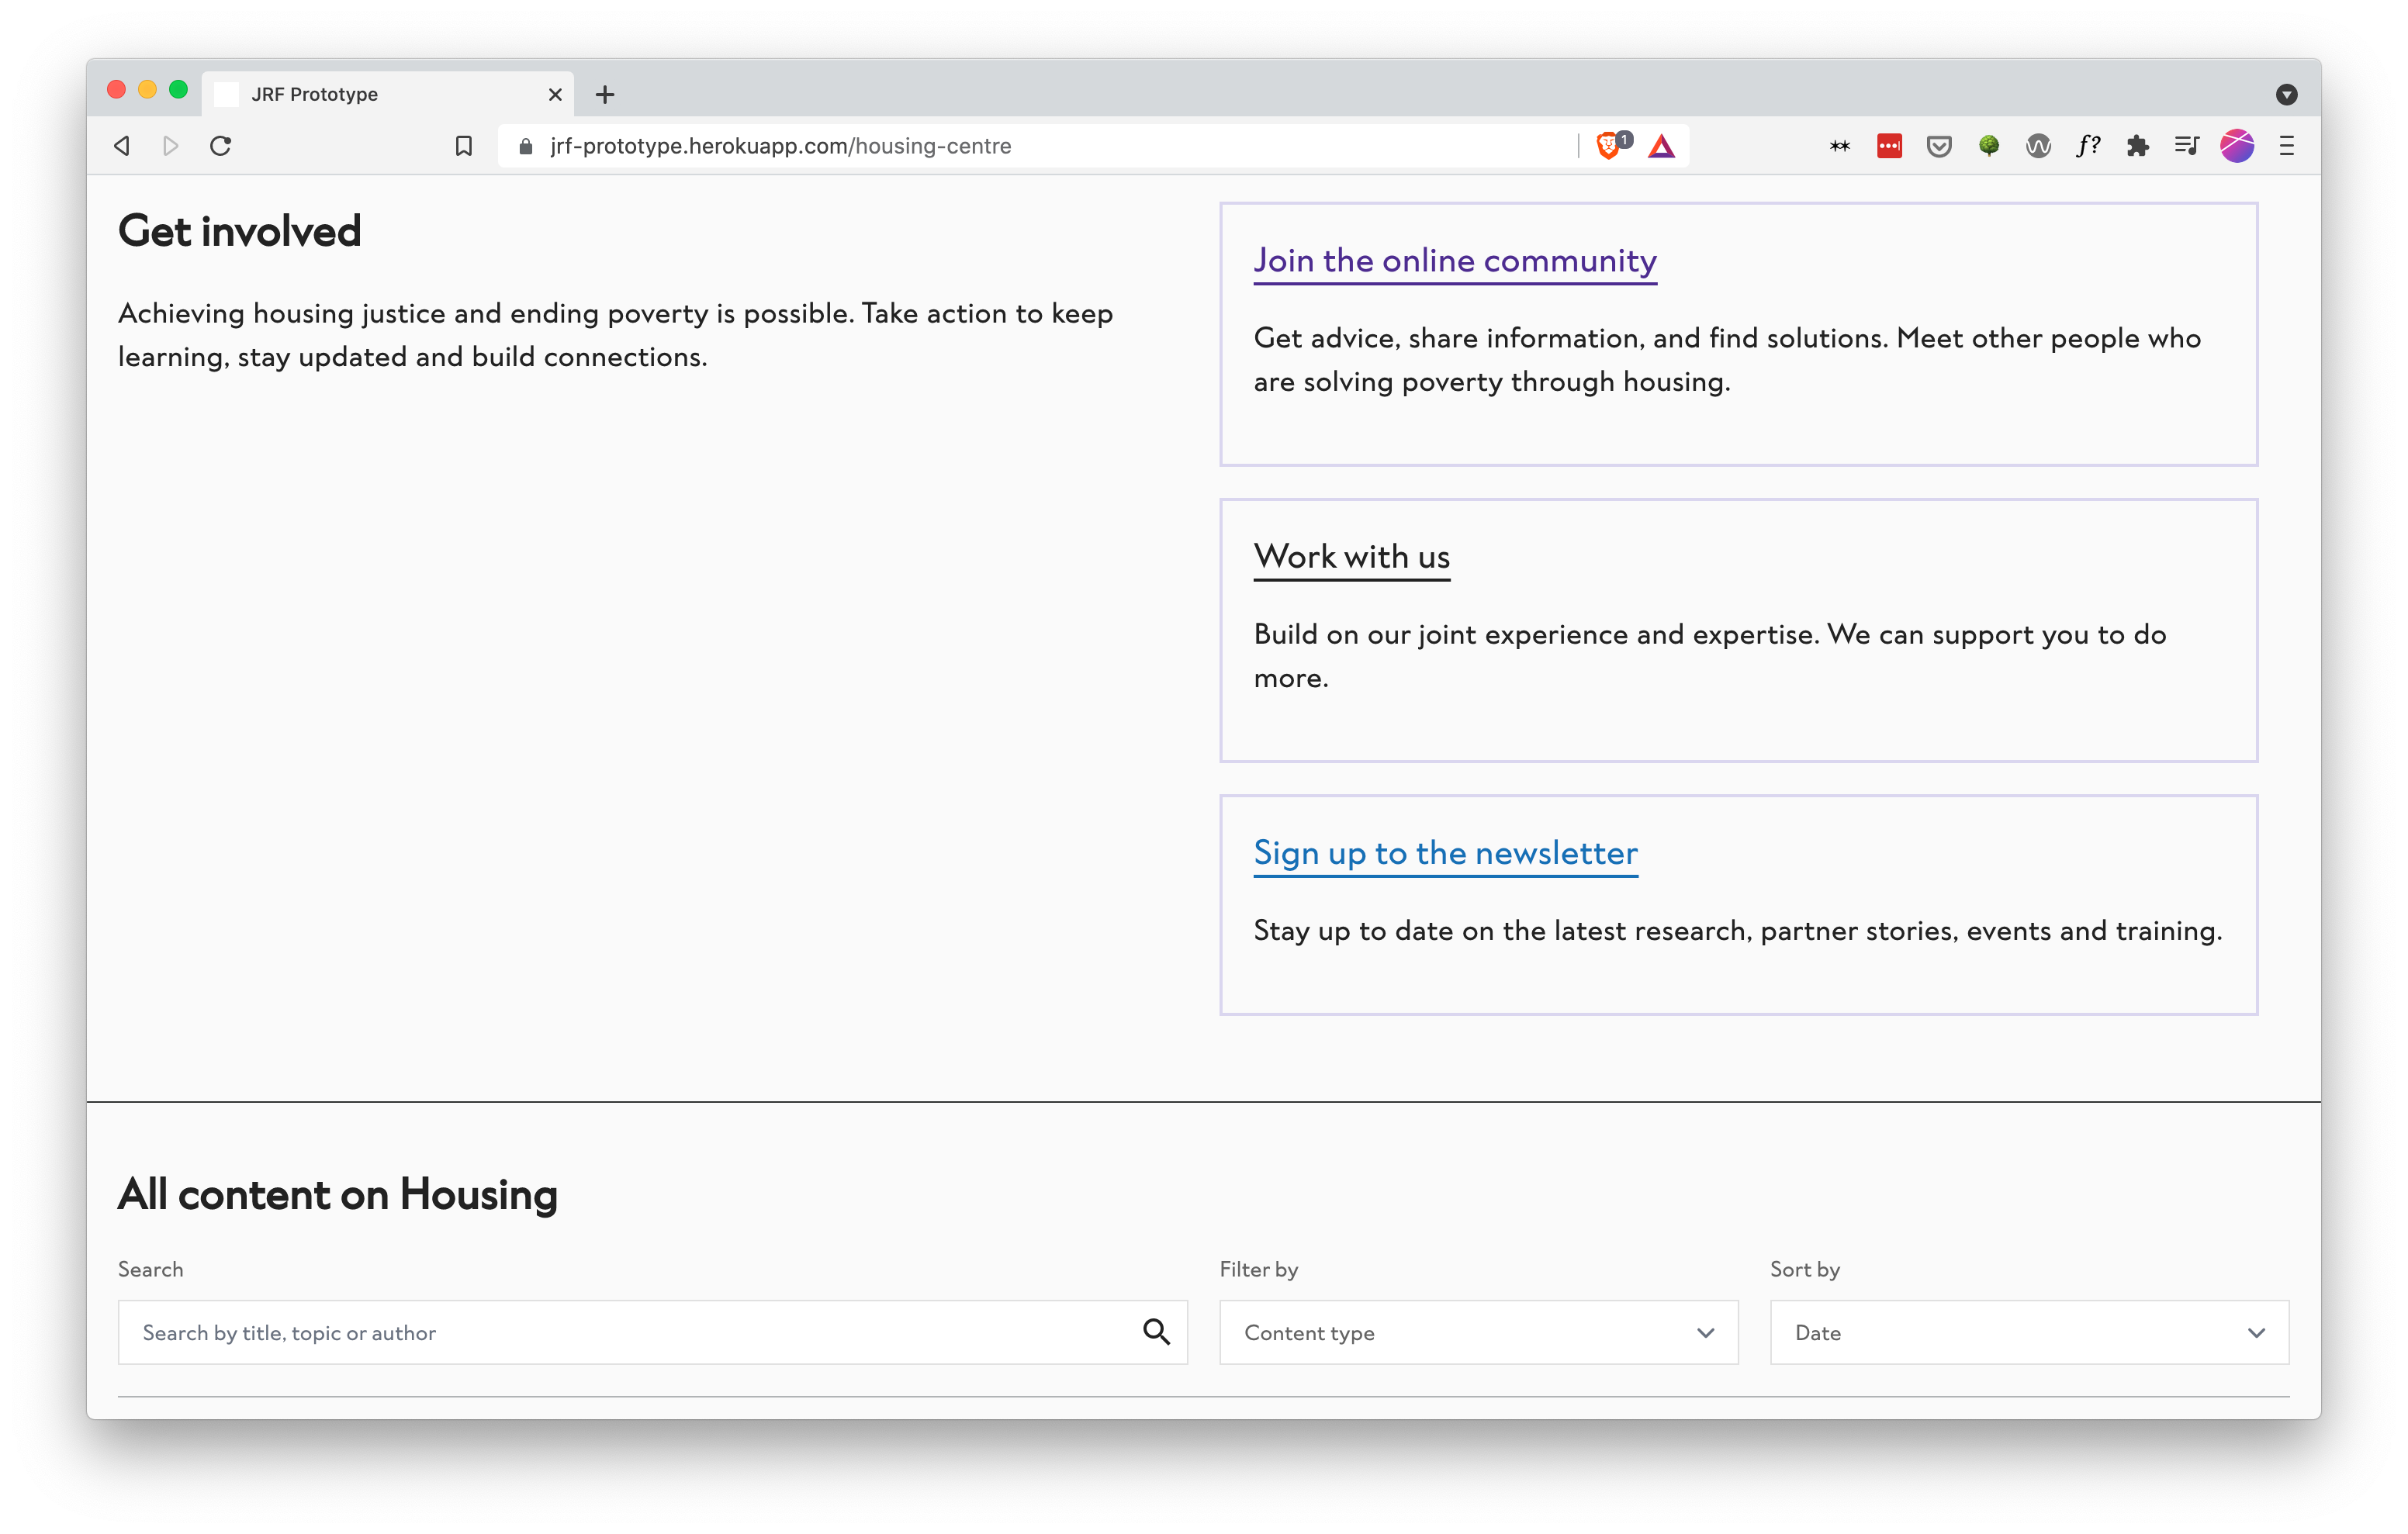 JRF Prototype
jrf-prototype.herokuapp.com/housing-centre
1
f?
Get involved
Achieving housing justice and ending poverty is possible. Take action to keep
learning, stay updated and build connections.
Join the online community
Get advice, share information, and find solutions. Meet other people who
are solving poverty through housing.
Work with us
Build on our joint experience and expertise. We can support you to do
more.
Sign up to the newsletter
Stay up to date on the latest research, partner stories, events and training.
All content on Housing
Search
Filter by
Sort by
Search by title, topic or author
Content type
Date